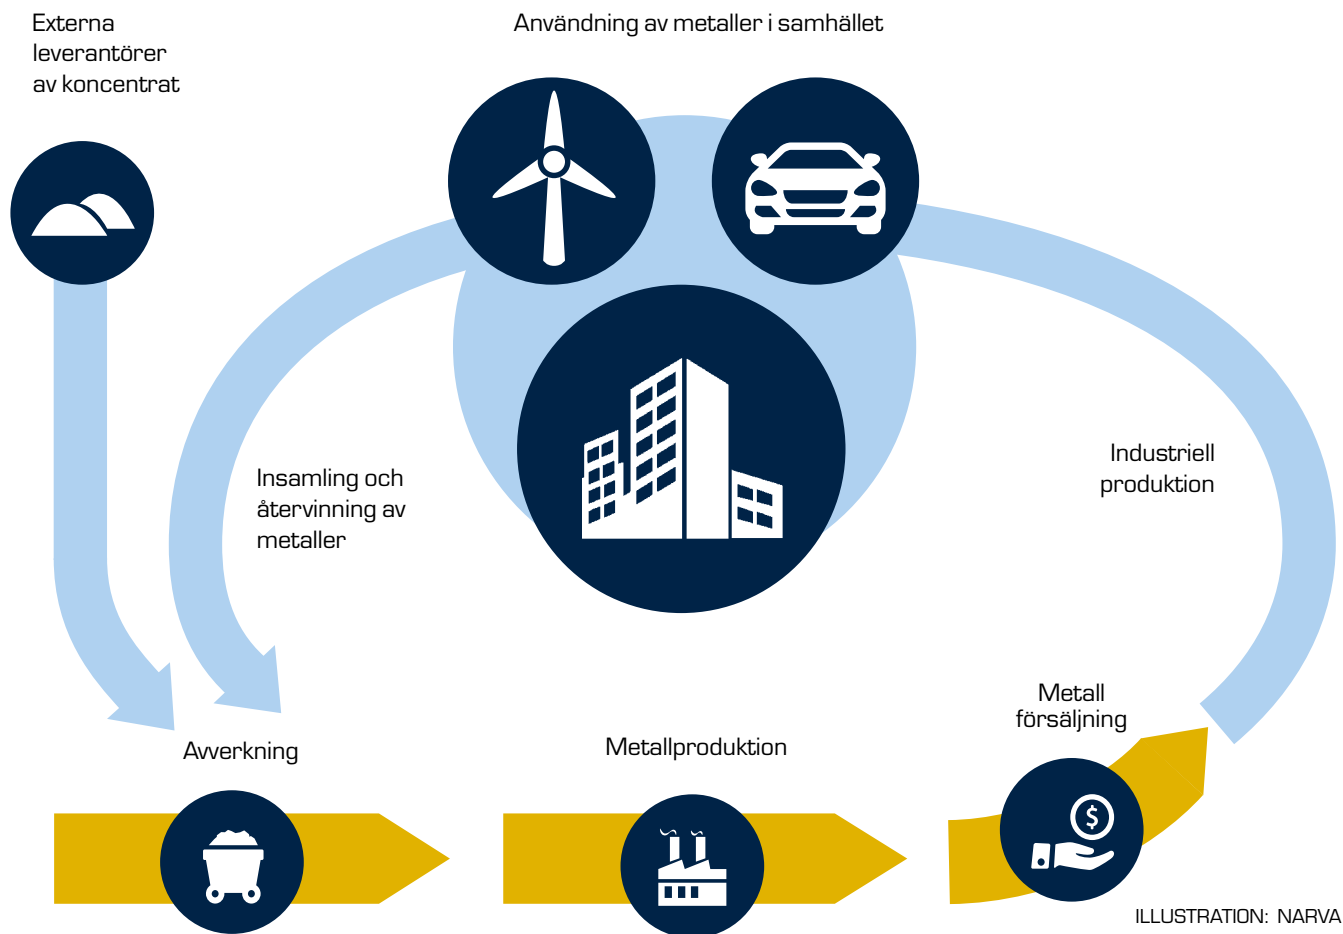 Externa
leverantörer
av koncentrat
Användning av metaller i samhället
Insamling och
återvinning av
metaller
Industriell
produktion
Avverkning
Metallproduktion
Metall
försäljning
$
ILLUSTRATION: NARVA